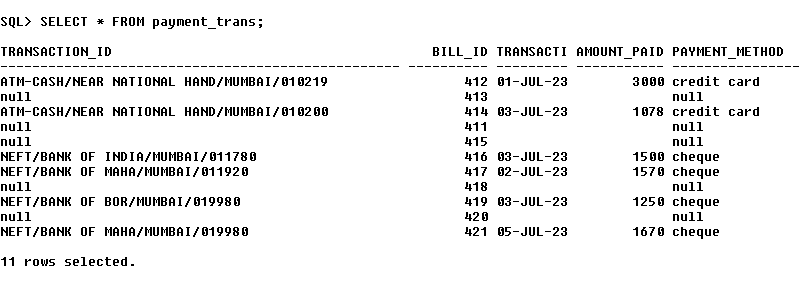 SQL> SELECT * FROM payment_trans;
TRANSACTION_ID BILL_ID TRANSACTI AMOUNT_PAID PAYMENT_METHOD
---------------------------------------------------- ---------- --------- ----------- -----------------
ATM-CASH/NEAR NATIONAL HAND/MUMBAI/010219 412 01-JUL-23 3000 credit card
null 413 null
ATM-CASH/NEAR NATIONAL HAND/MUMBAI/010200 414 03-JUL-23 1078 credit card
null 411 null
null 415 null
NEFT/BANK OF INDIA/MUMBAI/011780 416 03-JUL-23 1500 cheque
NEFT/BANK OF MAHA/MUMBAI/011920 417 02-JUL-23 1570 cheque
null 418 null
NEFT/BANK OF BOR/MUMBAI/019980 419 03-JUL-23 1250 cheque
null 420 null
NEFT/BANK OF MAHA/MUMBAI/019980 421 05-JUL-23 1670 cheque
11 rows selected.